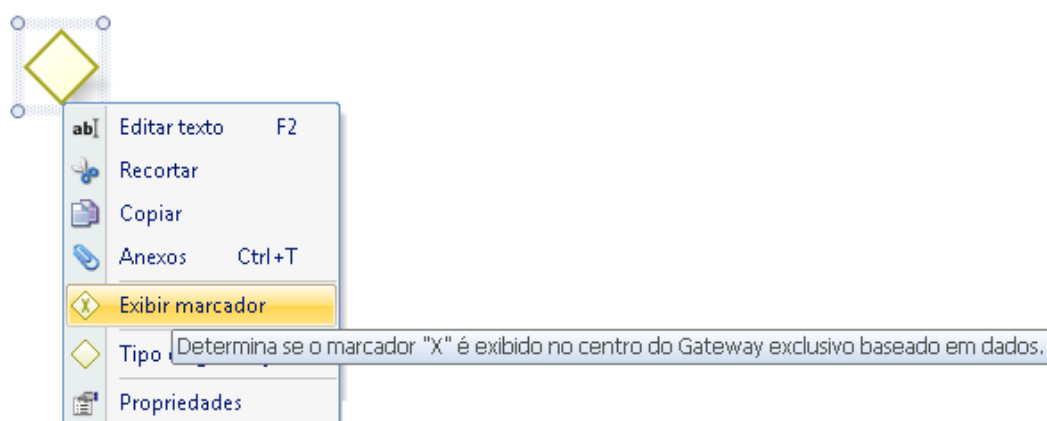 ab
Editar texto F2
Recortar
Copiar
Anexos Ctrl+T
X Exibir marcador
Determina se o marcador "X" é exibido no centro do Gateway exclusivo baseado em dados.
Tipo
Propriedades